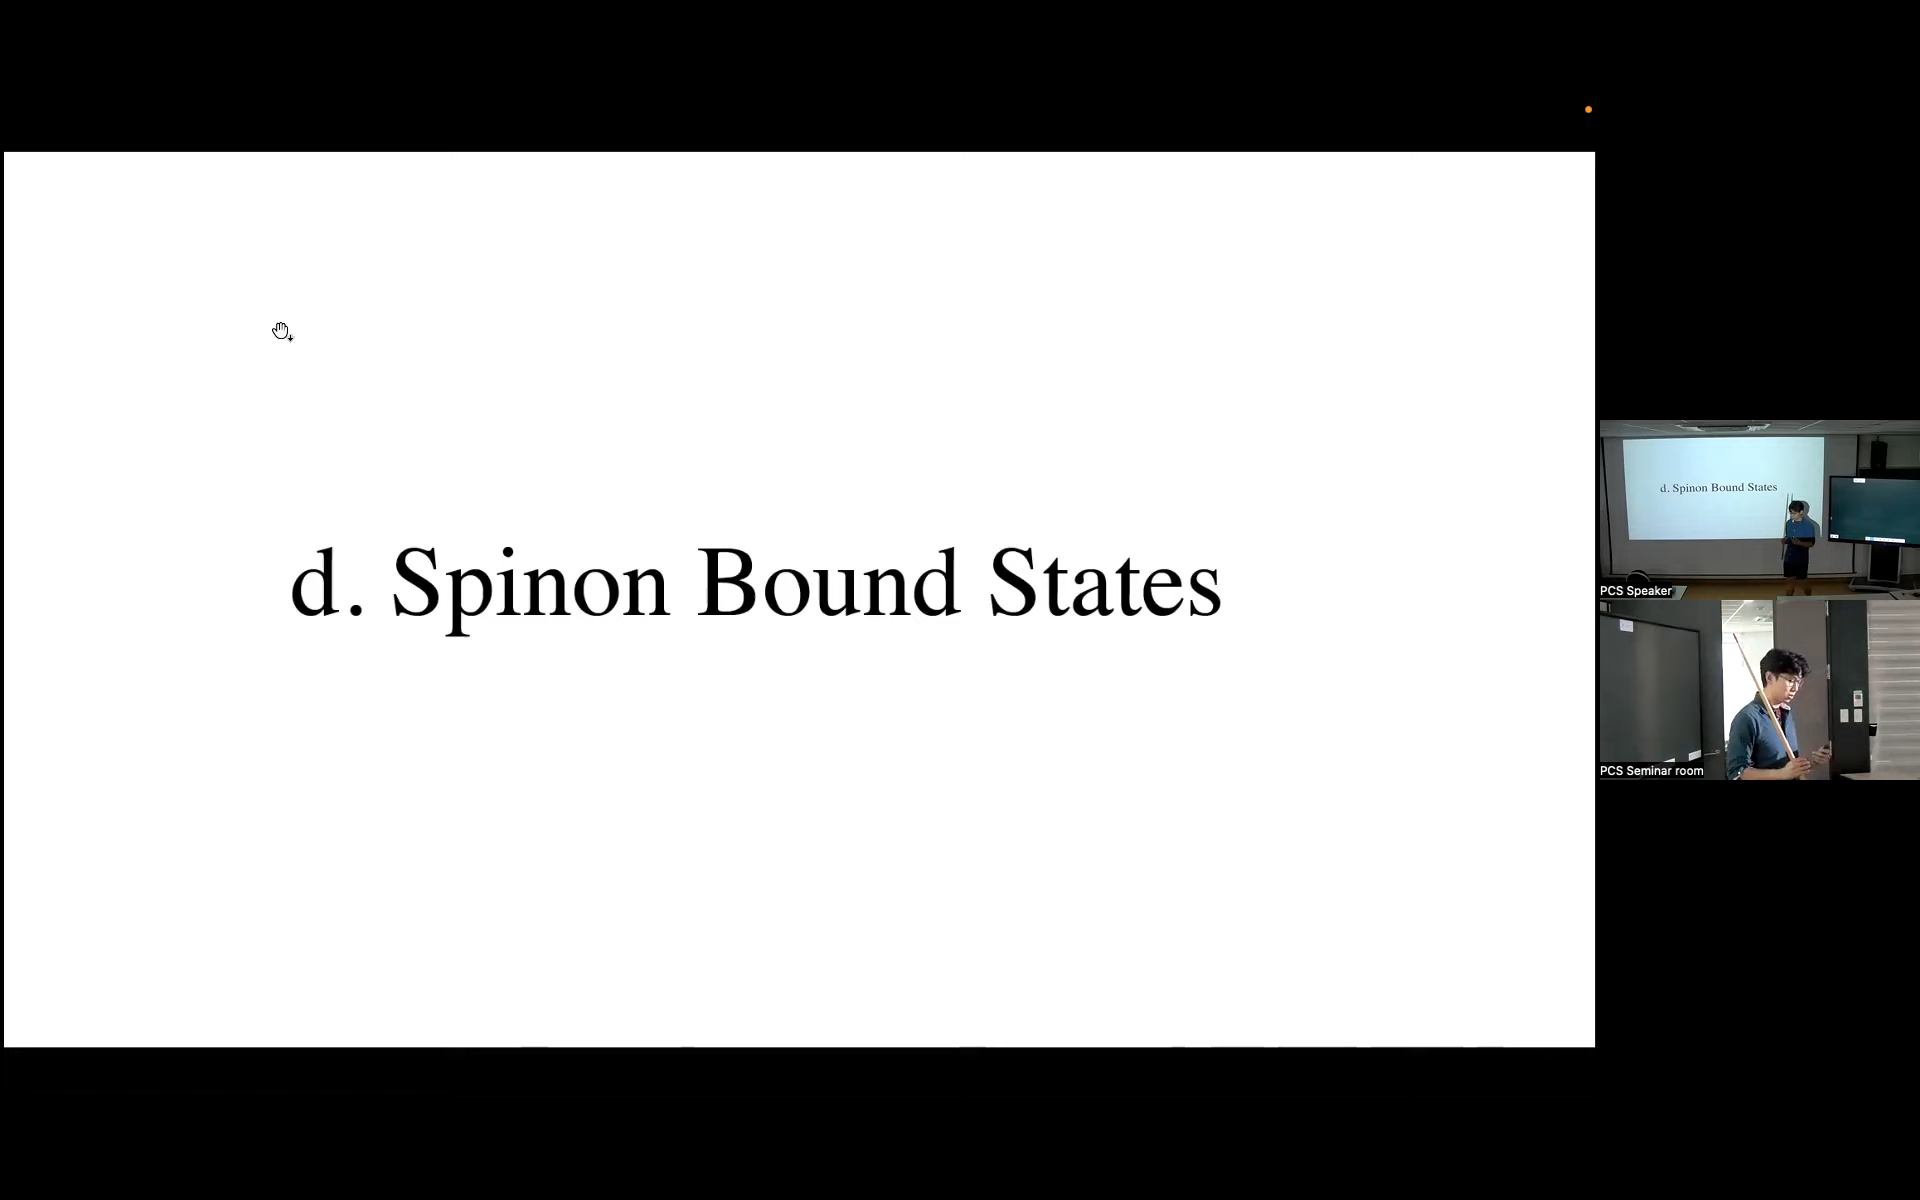 d. Spinon Bound States
d. Spinon Bound States
PCS Speaker
PCS Seminar room